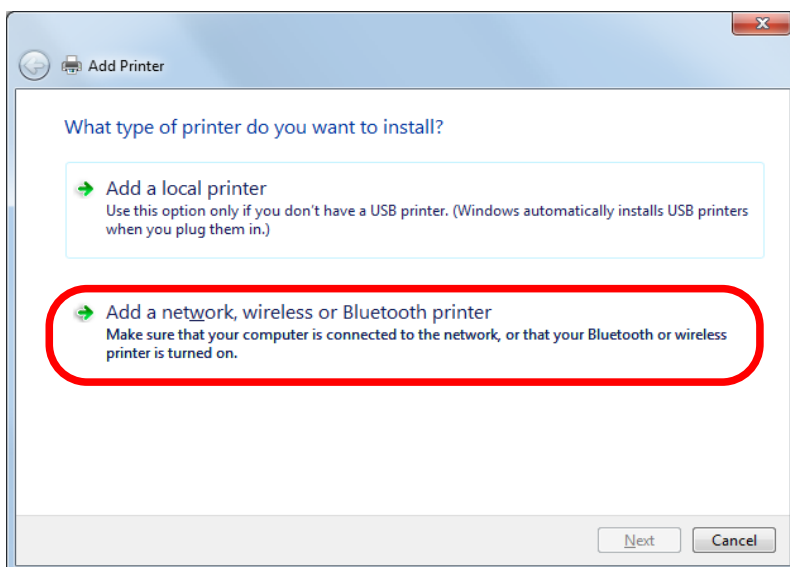 x
Add Printer
What type of printer do you want to install?
Add a local printer
Use this option only if you don't have a USB printer. (Windows automatically installs USB printers
when you plug them in.)
Add a network, wireless or Bluetooth printer
Make sure that your computer is connected to the network, or that your Bluetooth or wireless
printer is turned on.
Next
Cancel